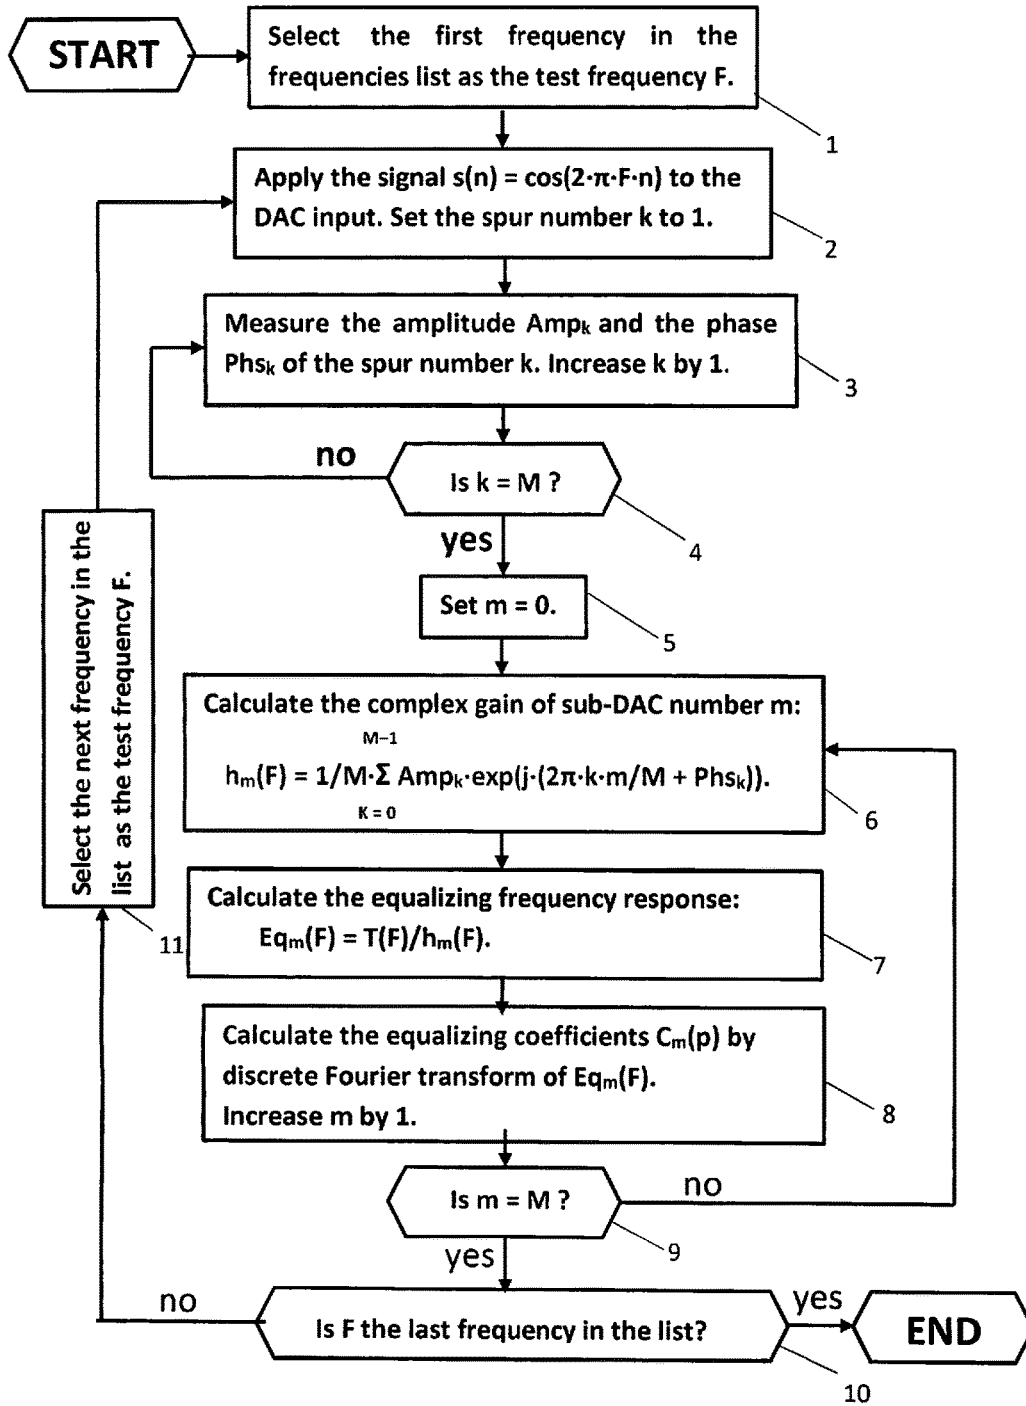 START
Select the first frequency in the
frequencies list as the test frequency F.
1
Apply the signal s(n) = cos(2·π·F·n) to the
DAC input. Set the spur number k to 1.
2
Measure the amplitude Ampk and the phase
Phsk of the spur number k. Increase k by 1.
3
no
Is k = M ?
4
yes
Set m = 0.
5
Calculate the complex gain of sub-DAC number m:
M−1
hm(F) = 1/M·Σ Ampk·exp(j·(2π·k·m/M + Phsk)).
K = 0
6
Calculate the equalizing frequency response:
Eqm(F) = T(F)/hm(F).
7
Calculate the equalizing coefficients Cm(p) by
discrete Fourier transform of Eqm(F).
Increase m by 1.
8
Is m = M ?
no
9
yes
Is F the last frequency in the list?
yes
END
10
no
Select the next frequency in the
list as the test frequency F.
11